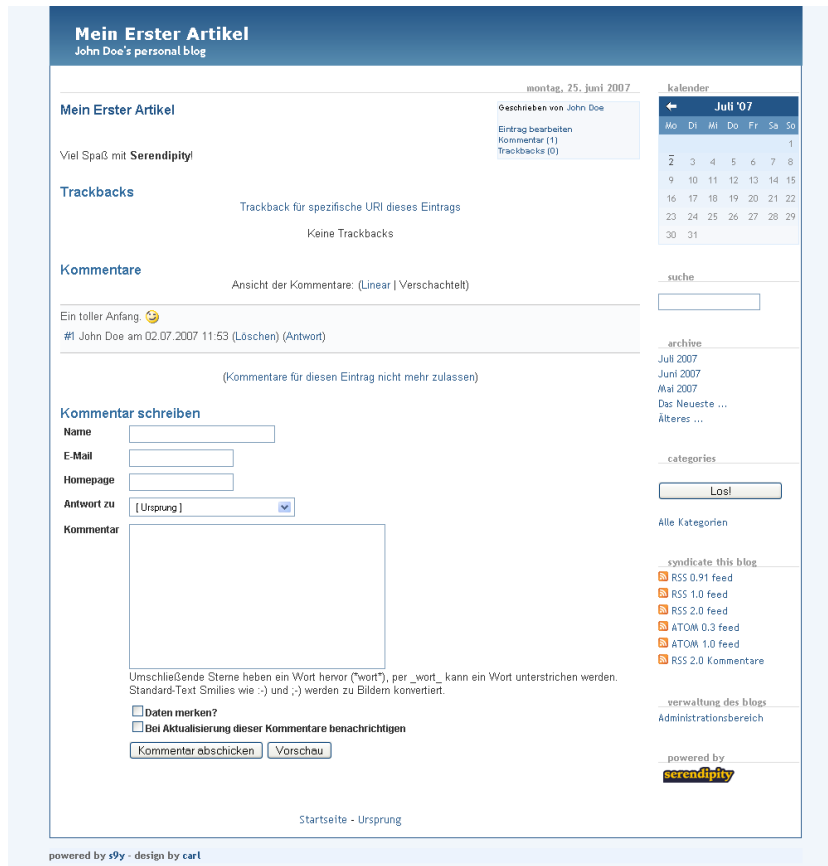 Mein Erster Artikel
John Doe's personal blog
montag, 25. juni 2007
Mein Erster Artikel
Geschrieben von John Doe
Eintrag bearbeiten
Kommentar (1)
Trackbacks (0)
Viel Spaß mit Serendipity!
Trackbacks
Trackback für spezifische URI dieses Eintrags
Keine Trackbacks
Kommentare
Ansicht der Kommentare: (Linear | Verschachtelt)
Ein toller Anfang.
#1 John Doe am 02.07.2007 11:53 (Löschen) (Antwort)
(Kommentare für diesen Eintrag nicht mehr zulassen)
Kommentar schreiben
Name
E-Mail
Homepage
Antwort zu [ Ursprung ]
Kommentar
Umschließende Sterne heben ein Wort hervor (*wort*), per _wort_ kann ein Wort unterstrichen werden.
Standard-Text Smilies wie :-) und ;-) werden zu Bildern konvertiert.
Daten merken?
Bei Aktualisierung dieser Kommentare benachrichtigen
Kommentar abschicken Vorschau
Startseite - Ursprung
kalender
Juli '07
Mo Di Mi Do Fr Sa So
1
2 3 4 5 6 7 8
9 10 11 12 13 14 15
16 17 18 19 20 21 22
23 24 25 26 27 28 29
30 31
suche
archive
Juli 2007
Juni 2007
Mai 2007
Das Neueste ...
Älteres ...
categories
Los!
Alle Kategorien
syndicate this blog
RSS 0.91 feed
RSS 1.0 feed
RSS 2.0 feed
ATOM 0.3 feed
ATOM 1.0 feed
RSS 2.0 Kommentare
verwaltung des blogs
Administrationsbereich
powered by
serendipity
powered by s9y - design by carl